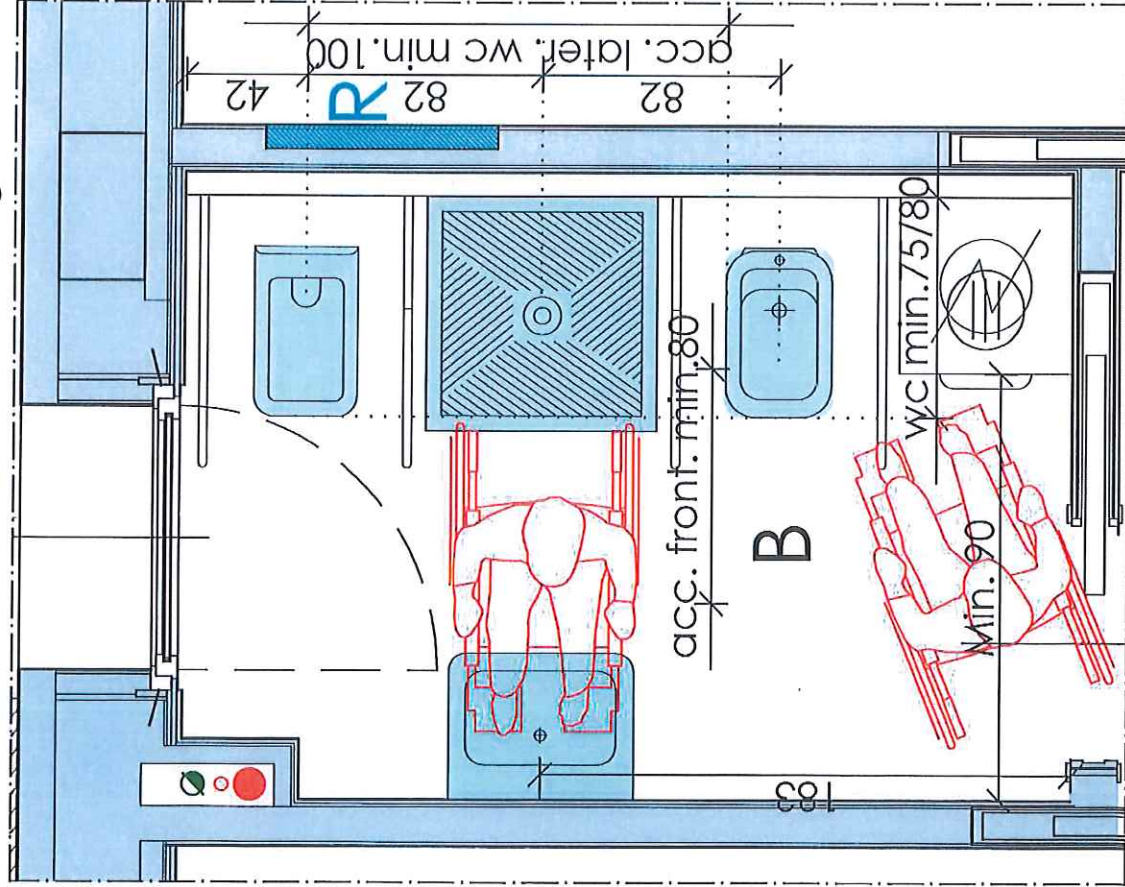 acc. later. wc min.100
42
82
82
R
wc min.75/80
acc. front. min.80
B
Min. 90
183